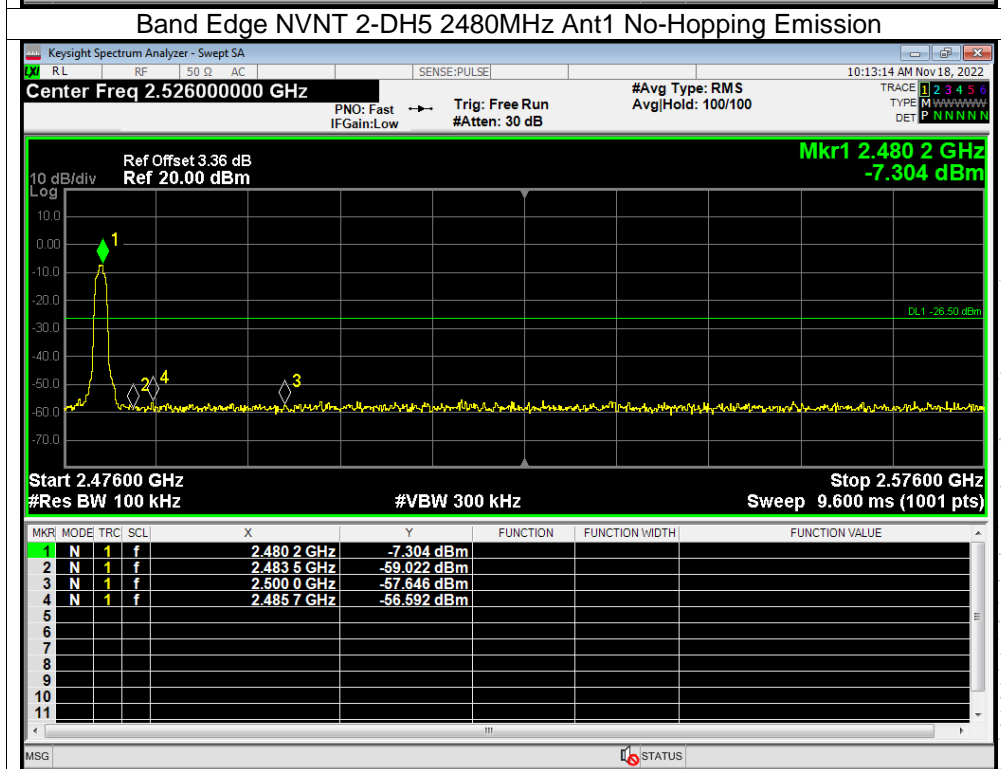 Band Edge NVNT 2-DH5 2480MHz Ant1 No-Hopping Emission
Keysight Spectrum Analyzer - Swept SA
LXI RL RF 50 Ω AC SENSE:PULSE 10:13:14 AM Nov 18, 2022
Center Freq 2.526000000 GHz #Avg Type: RMS TRACE 1 2 3 4 5 6
PNO: Fast Trig: Free Run Avg|Hold: 100/100 TYPE M WWWWW
IFGain:Low #Atten: 30 dB DET P N N N N N
Ref Offset 3.36 dB Mkr1 2.480 2 GHz
10 dB/div Ref 20.00 dBm -7.304 dBm
Log
10.0
0.00
1
-10.0
-20.0
DL1 -26.50 dBm
-30.0
-40.0
-50.0
2 4 3
-60.0
-70.0
Start 2.47600 GHz Stop 2.57600 GHz
#Res BW 100 kHz #VBW 300 kHz Sweep 9.600 ms (1001 pts)
MKR MODE TRC SCL X Y FUNCTION FUNCTION WIDTH FUNCTION VALUE
1 N 1 f 2.480 2 GHz -7.304 dBm
2 N 1 f 2.483 5 GHz -59.022 dBm
3 N 1 f 2.500 0 GHz -57.646 dBm
4 N 1 f 2.485 7 GHz -56.592 dBm
5
6
7
8
9
10
11
MSG STATUS